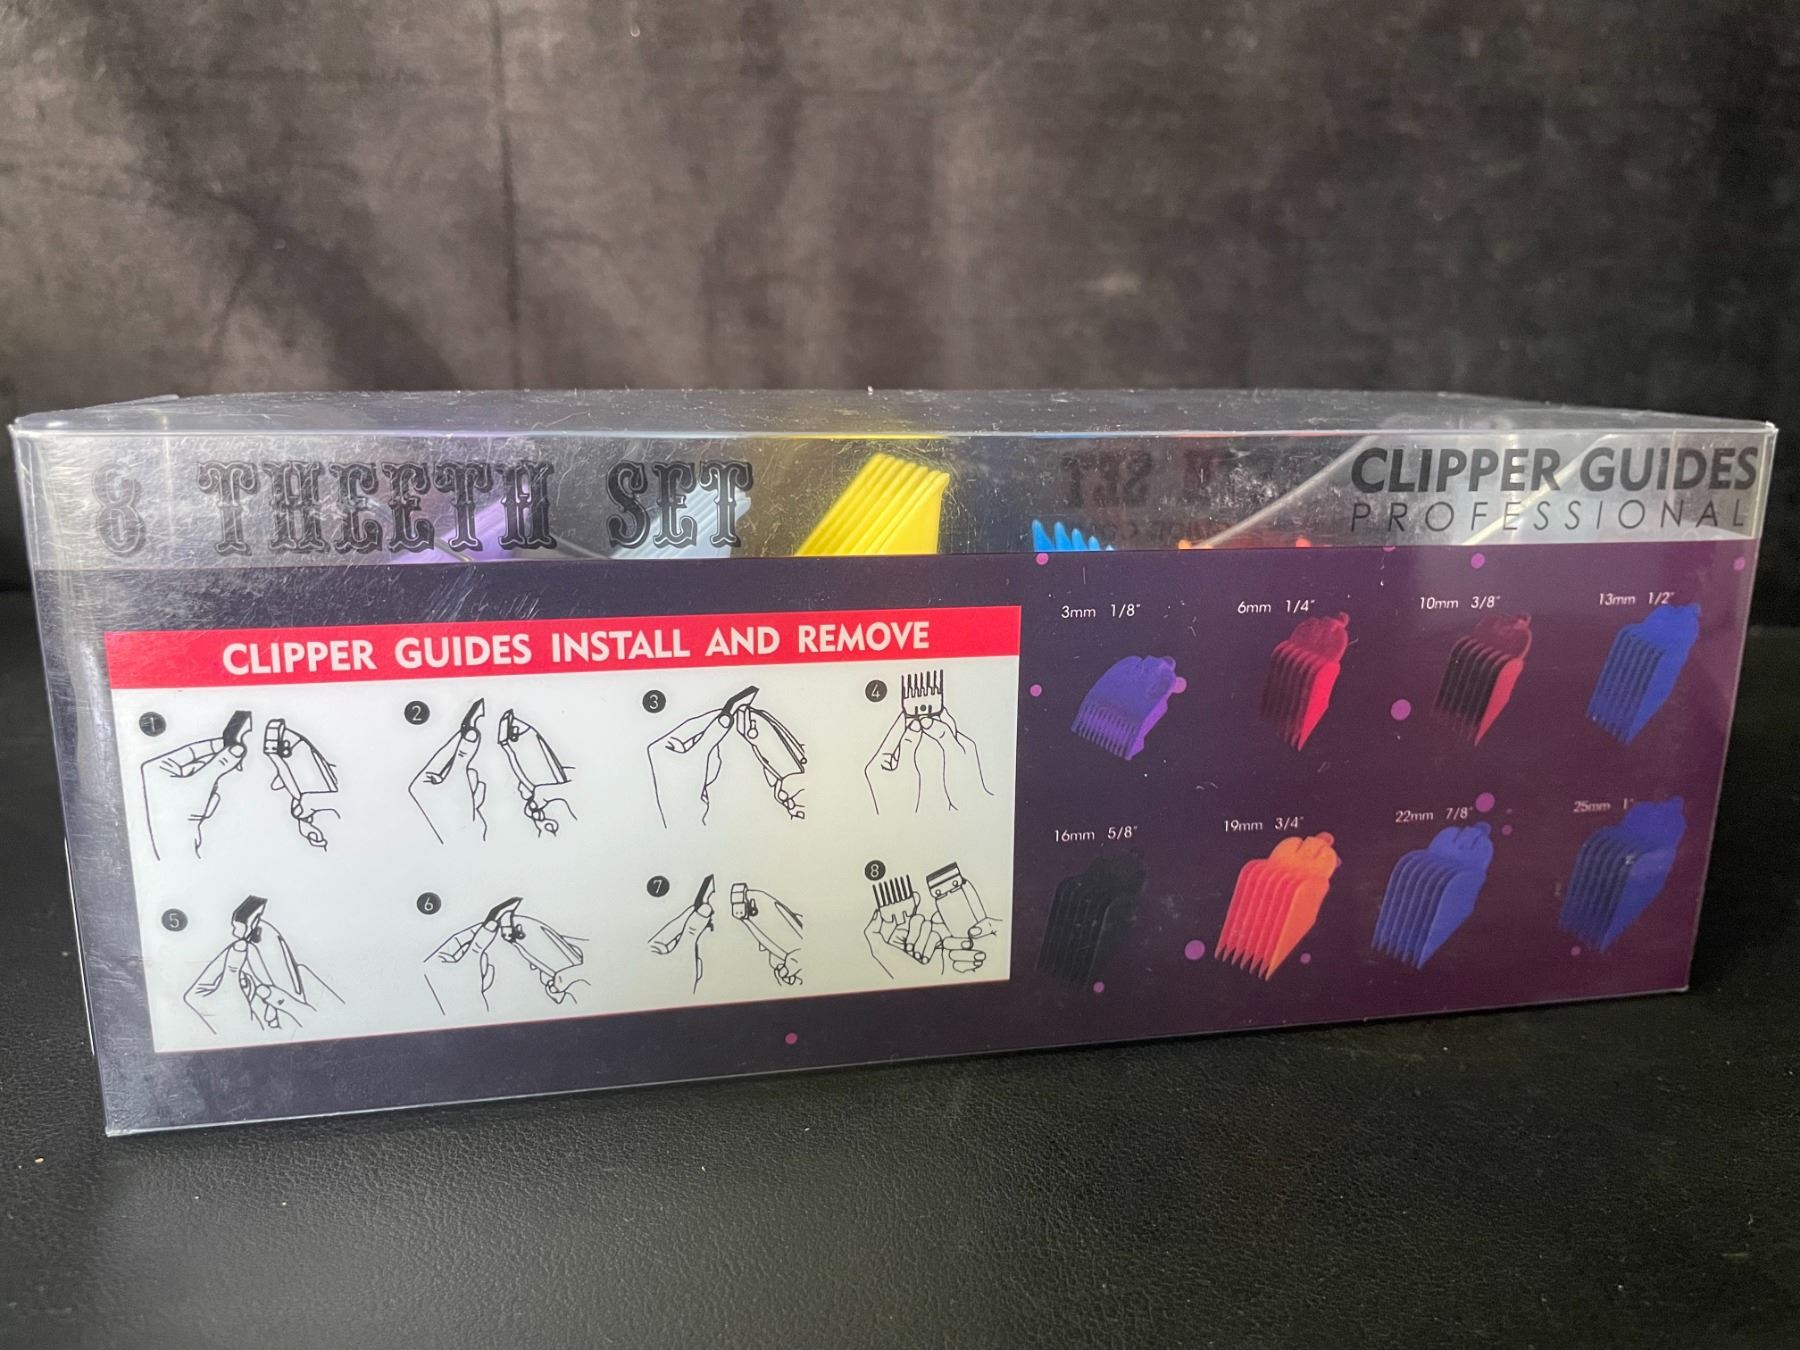 8 THEETH SET
CLIPPER GUIDES
PROFESSIONAL
CLIPPER GUIDES INSTALL AND REMOVE
1
2
3
4
5
6
7
8
3mm 1/8"
6mm 1/4"
10mm 3/8"
13mm 1/2"
16mm 5/8"
19mm 3/4"
22mm 7/8"
25mm 1"
SET